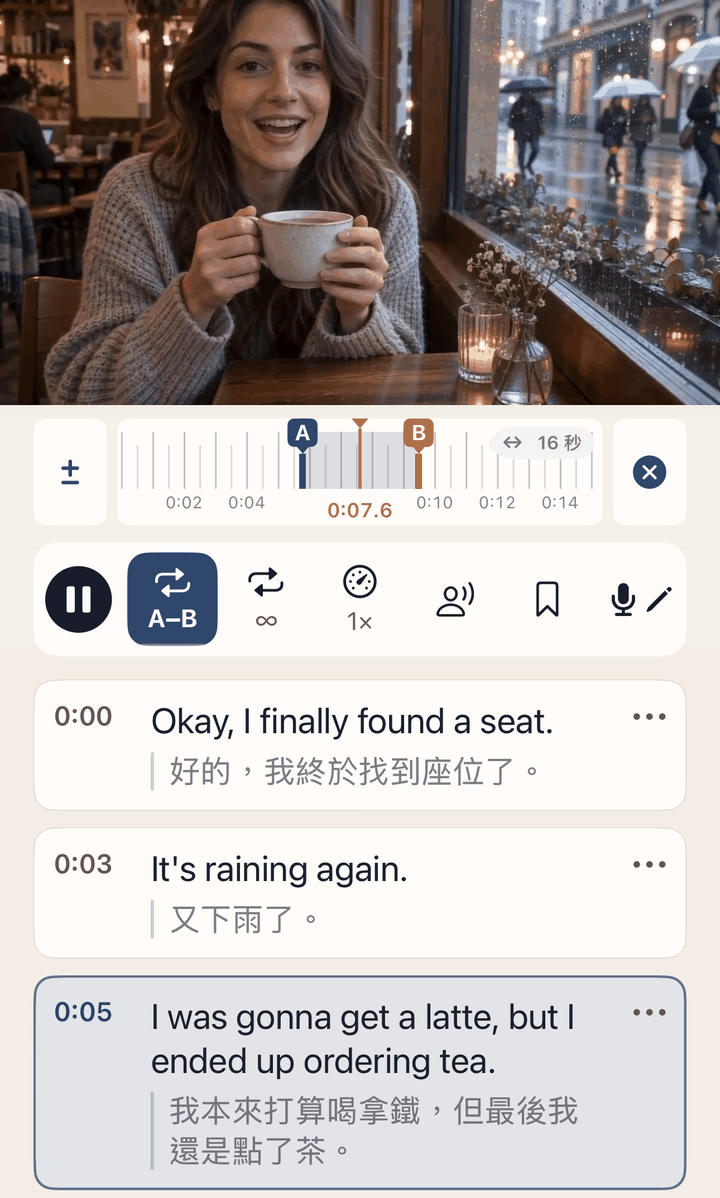 A
B
16 秒
0:02
0:04
0:07.6
0:10
0:12
0:14
A–B
∞
1×
0:00
Okay, I finally found a seat.
好的，我終於找到座位了。
0:03
It's raining again.
又下雨了。
0:05
I was gonna get a latte, but I
ended up ordering tea.
我本來打算喝拿鐵，但最後我
還是點了茶。